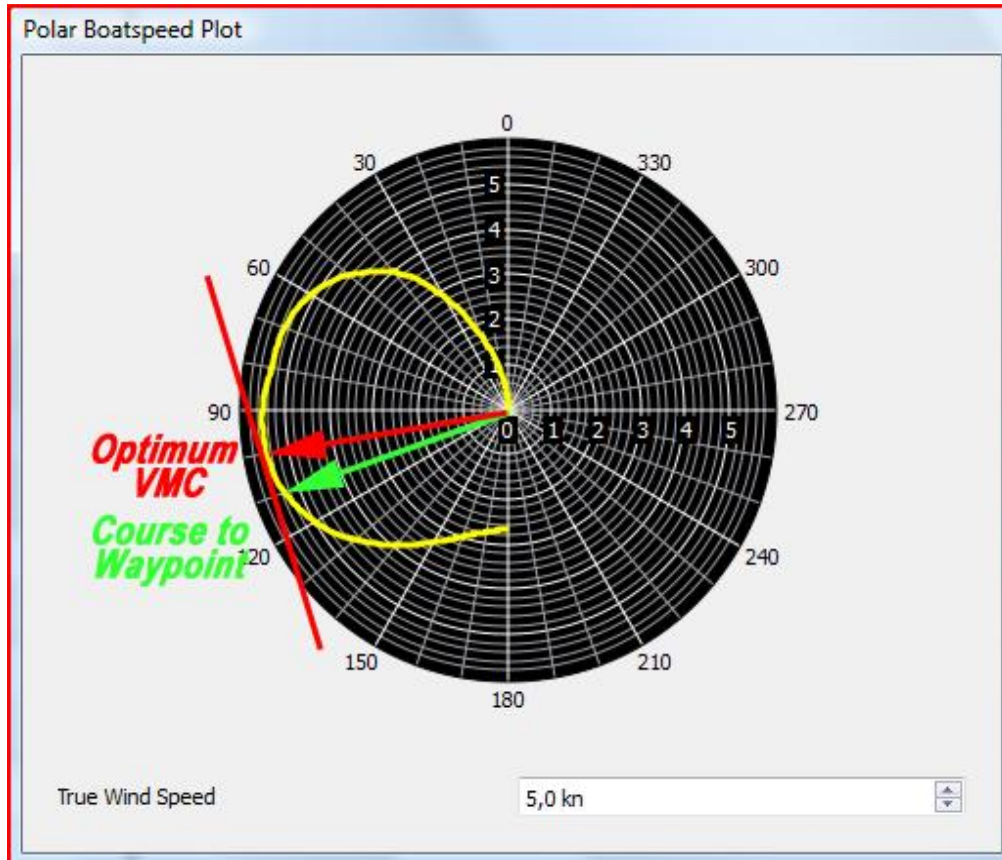 Polar Boatspeed Plot
0
30
330
5
60
4
300
3
2
1
90
0 1 2 3 4 5
270
Optimum
VMC
Course to
Waypoint
120
240
150
210
180
True Wind Speed
5,0 kn